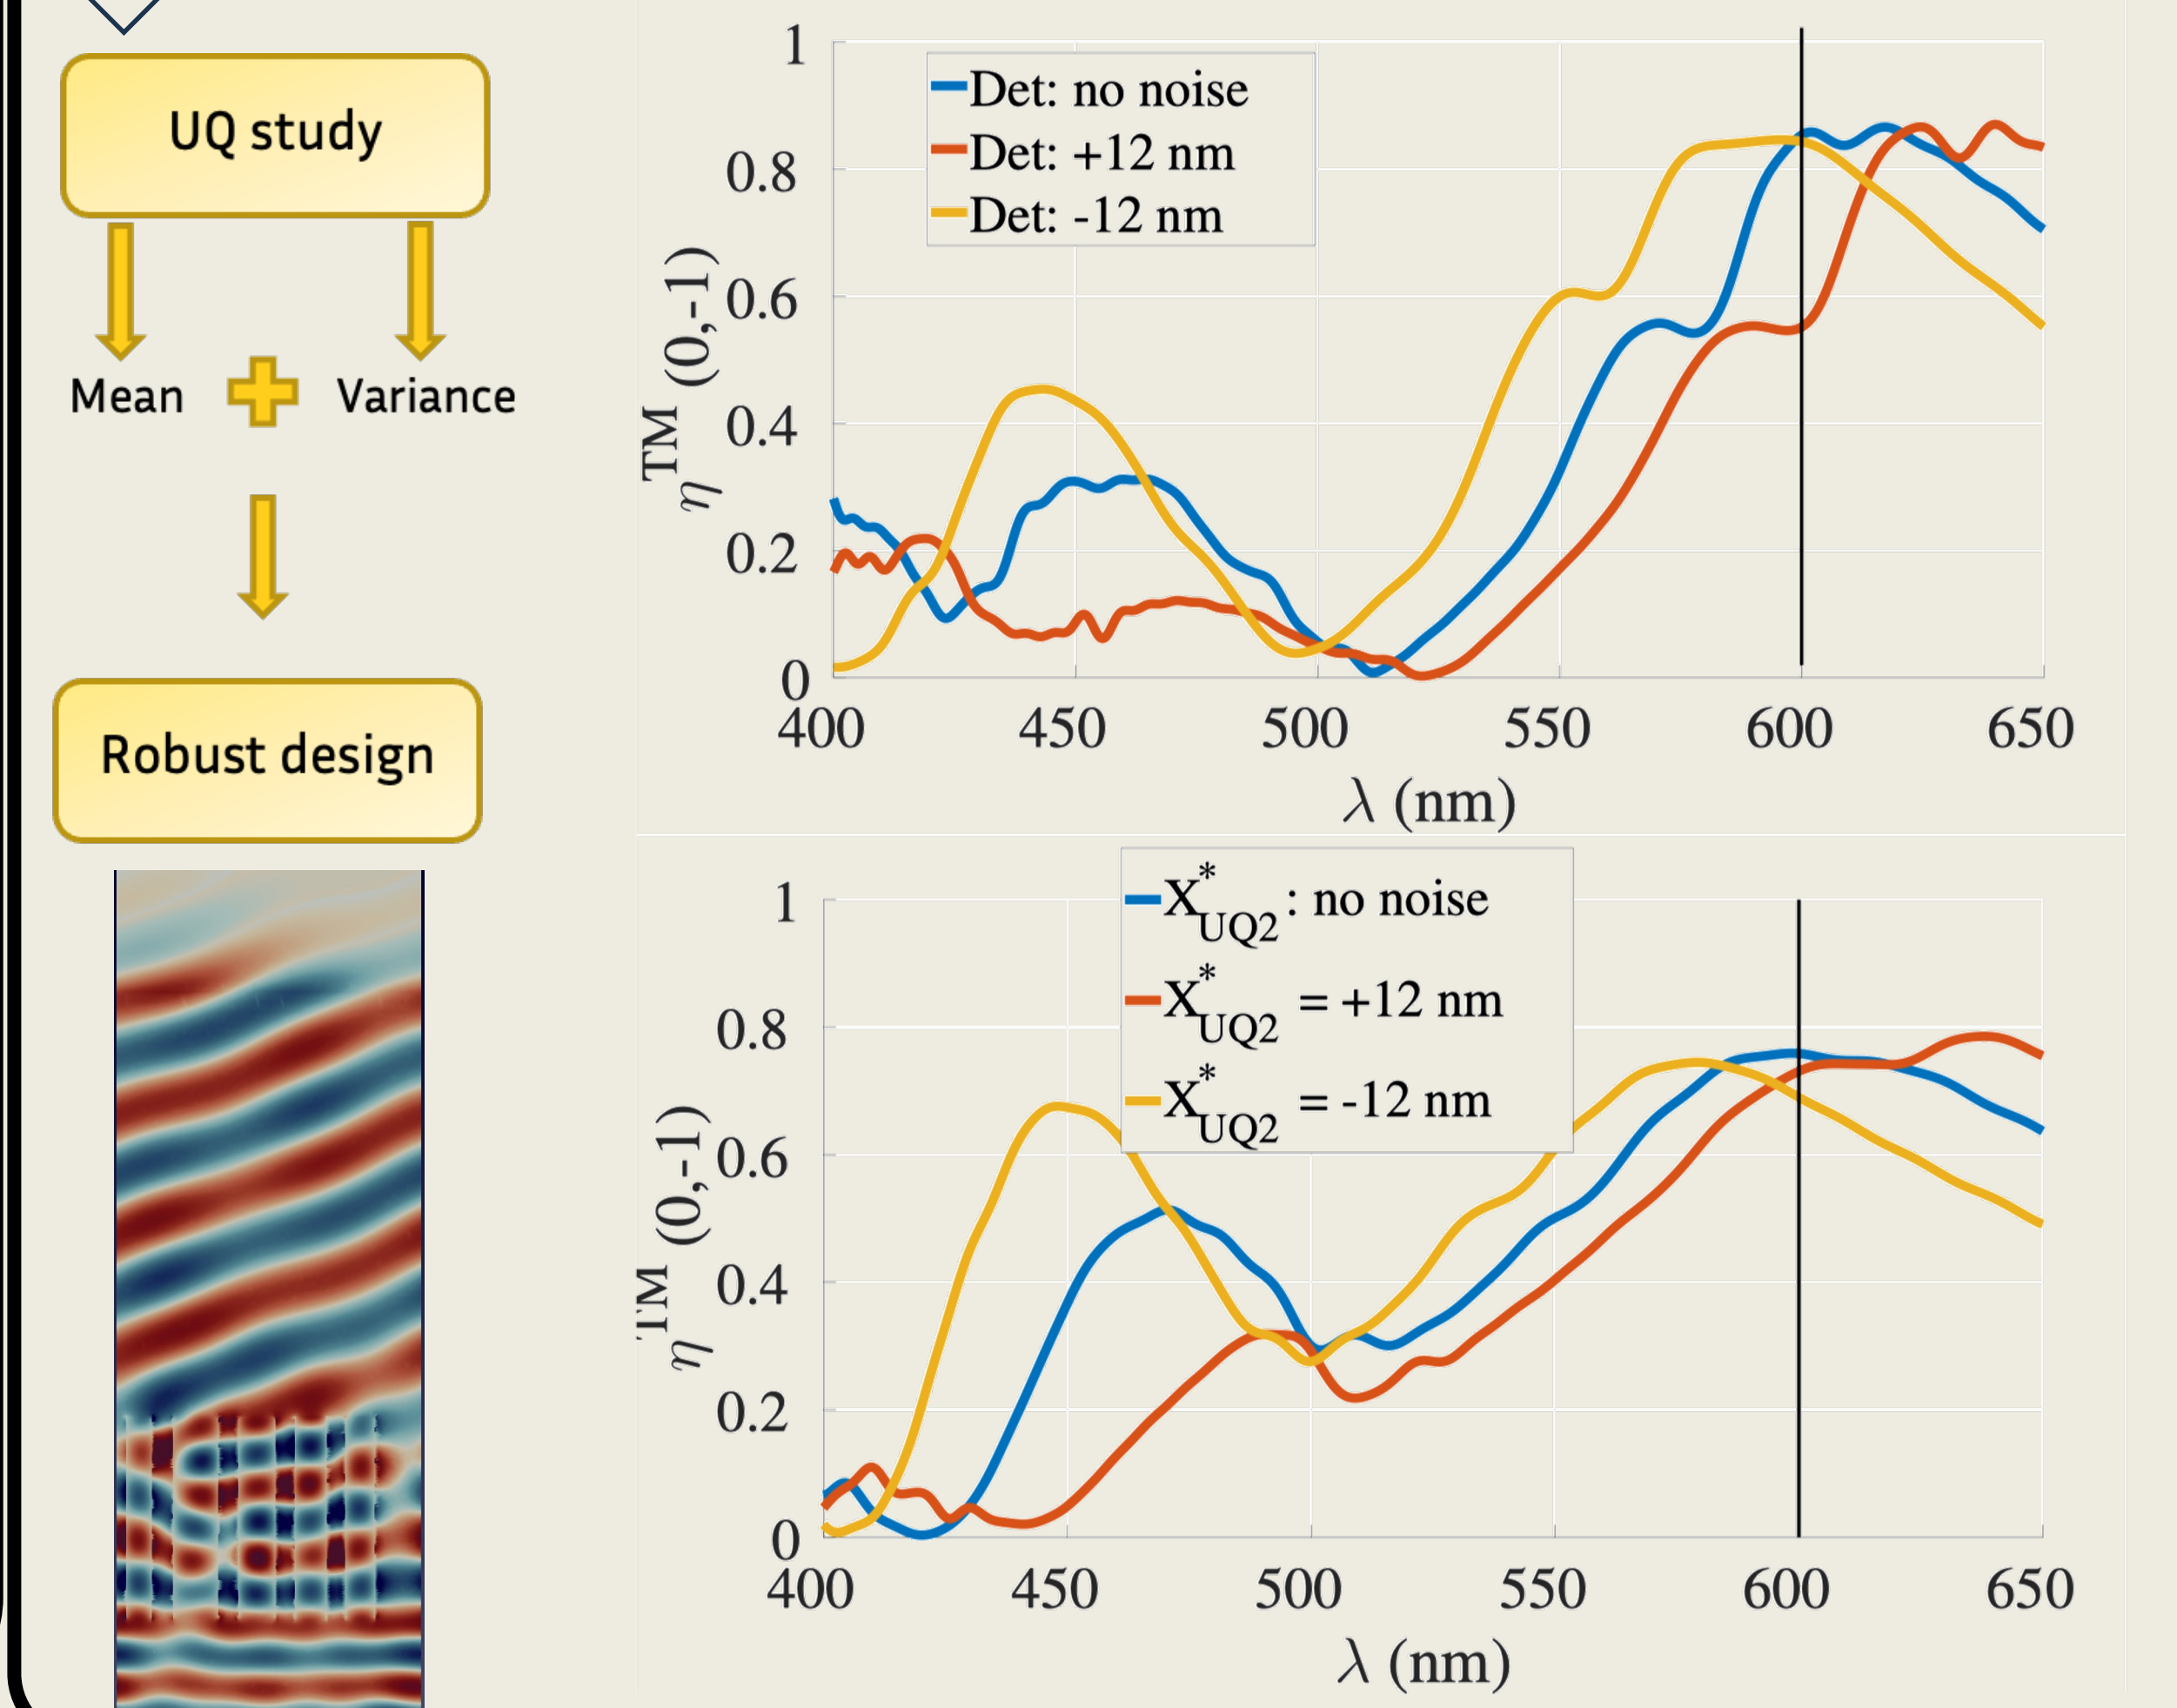 UQ study
Mean
Variance
Robust design
1
0.8
0.6
0.4
0.2
0
η^TM (0,-1)
Det: no noise
Det: +12 nm
Det: -12 nm
400 450 500 550 600 650
λ (nm)
1
0.8
0.6
0.4
0.2
0
η^TM (0,-1)
X*_UQ2 : no noise
X*_UQ2 = +12 nm
X*_UQ2 = -12 nm
400 450 500 550 600 650
λ (nm)